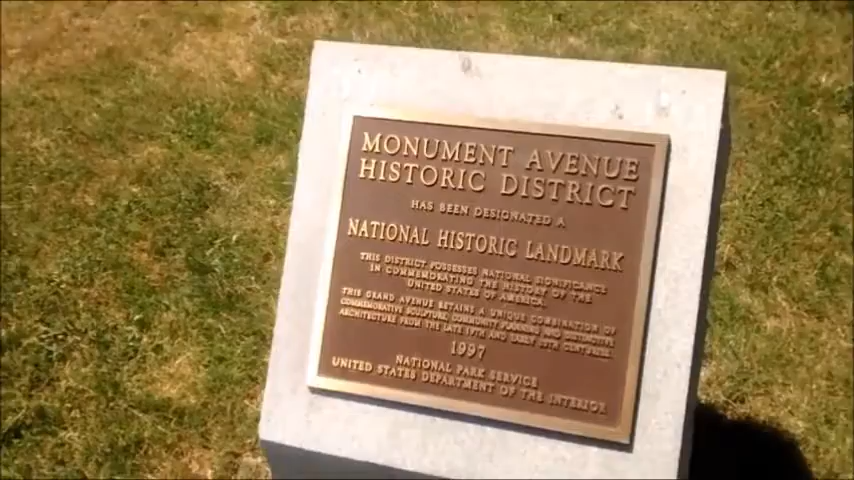 MONUMENT AVENUE
HISTORIC DISTRICT
HAS BEEN DESIGNATED A
NATIONAL HISTORIC LANDMARK
THIS DISTRICT POSSESSES NATIONAL SIGNIFICANCE
IN COMMEMORATING THE HISTORY OF THE
UNITED STATES OF AMERICA.
THIS GRAND AVENUE RETAINS A UNIQUE COMBINATION OF
COMMEMORATIVE SCULPTURE, COMMUNITY PLANNING AND DISTINCTIVE
ARCHITECTURE FROM THE LATE 19TH AND EARLY 20TH CENTURIES.
1997
NATIONAL PARK SERVICE
UNITED STATES DEPARTMENT OF THE INTERIOR